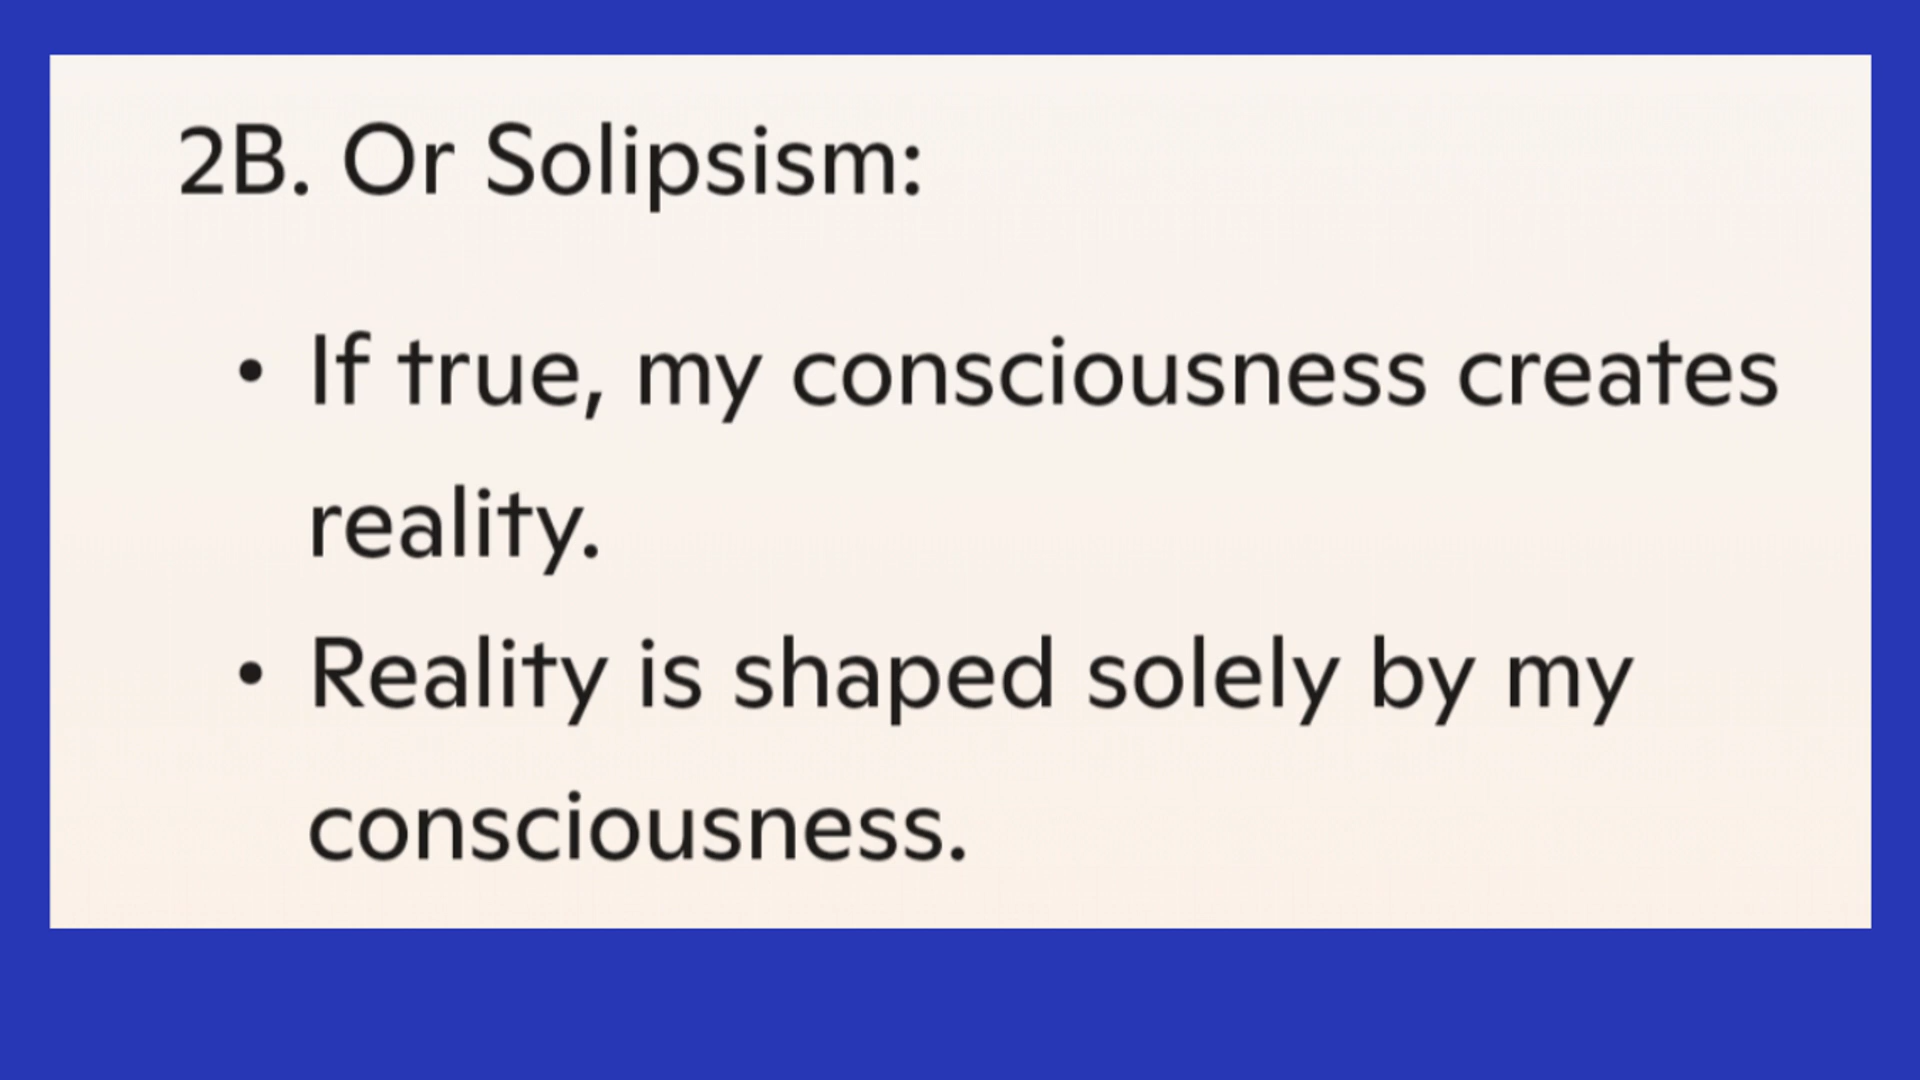 2B. Or Solipsism:
• If true, my consciousness creates
reality.
• Reality is shaped solely by my
consciousness.